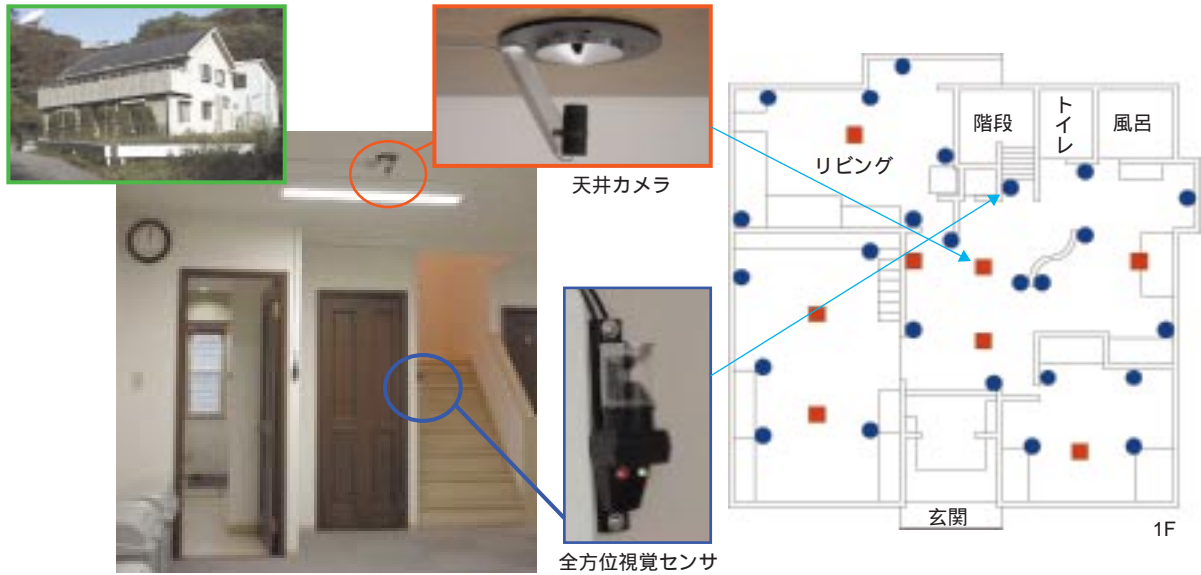 天井カメラ
全方位視覚センサ
階段
トイレ
風呂
リビング
玄関
1F